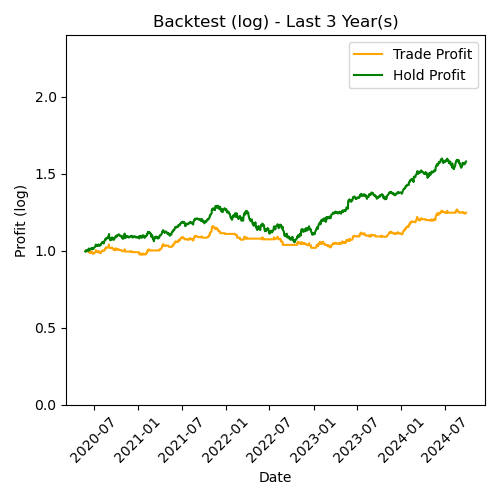 Backtest (log) - Last 3 Year(s)
Trade Profit
Hold Profit
Profit (log)
2.0
1.5
1.0
0.5
0.0
2020-07
2021-01
2021-07
2022-01
2022-07
2023-01
2023-07
2024-01
2024-07
Date